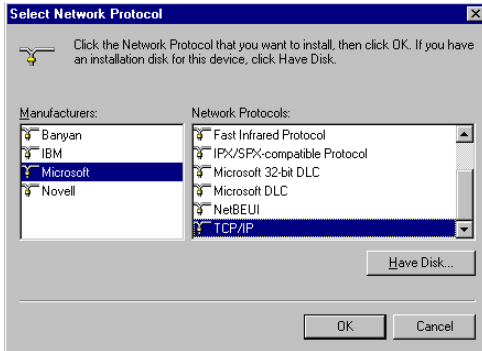 Select Network Protocol
Click the Network Protocol that you want to install, then click OK. If you have
an installation disk for this device, click Have Disk.
Manufacturers:
Banyan
IBM
Microsoft
Novell
Network Protocols:
Fast Infrared Protocol
IPX/SPX-compatible Protocol
Microsoft 32-bit DLC
Microsoft DLC
NetBEUI
TCP/IP
Have Disk...
OK
Cancel